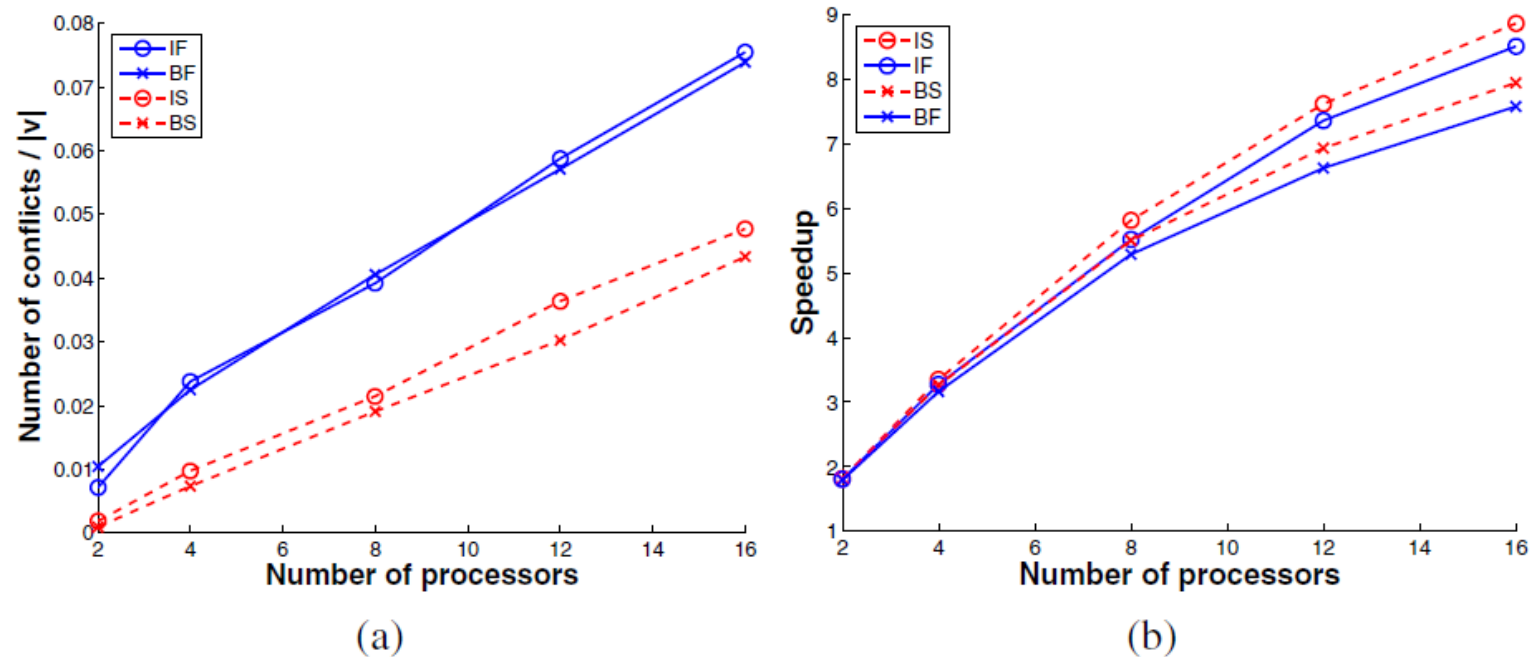 Number of conflicts / |v|
0.08
0.07
0.06
0.05
0.04
0.03
0.02
0.01
0
IF
BF
IS
BS
2 4 6 8 10 12 14 16
Number of processors
(a)
Speedup
9
8
7
6
5
4
3
2
1
IS
IF
BS
BF
2 4 6 8 10 12 14 16
Number of processors
(b)